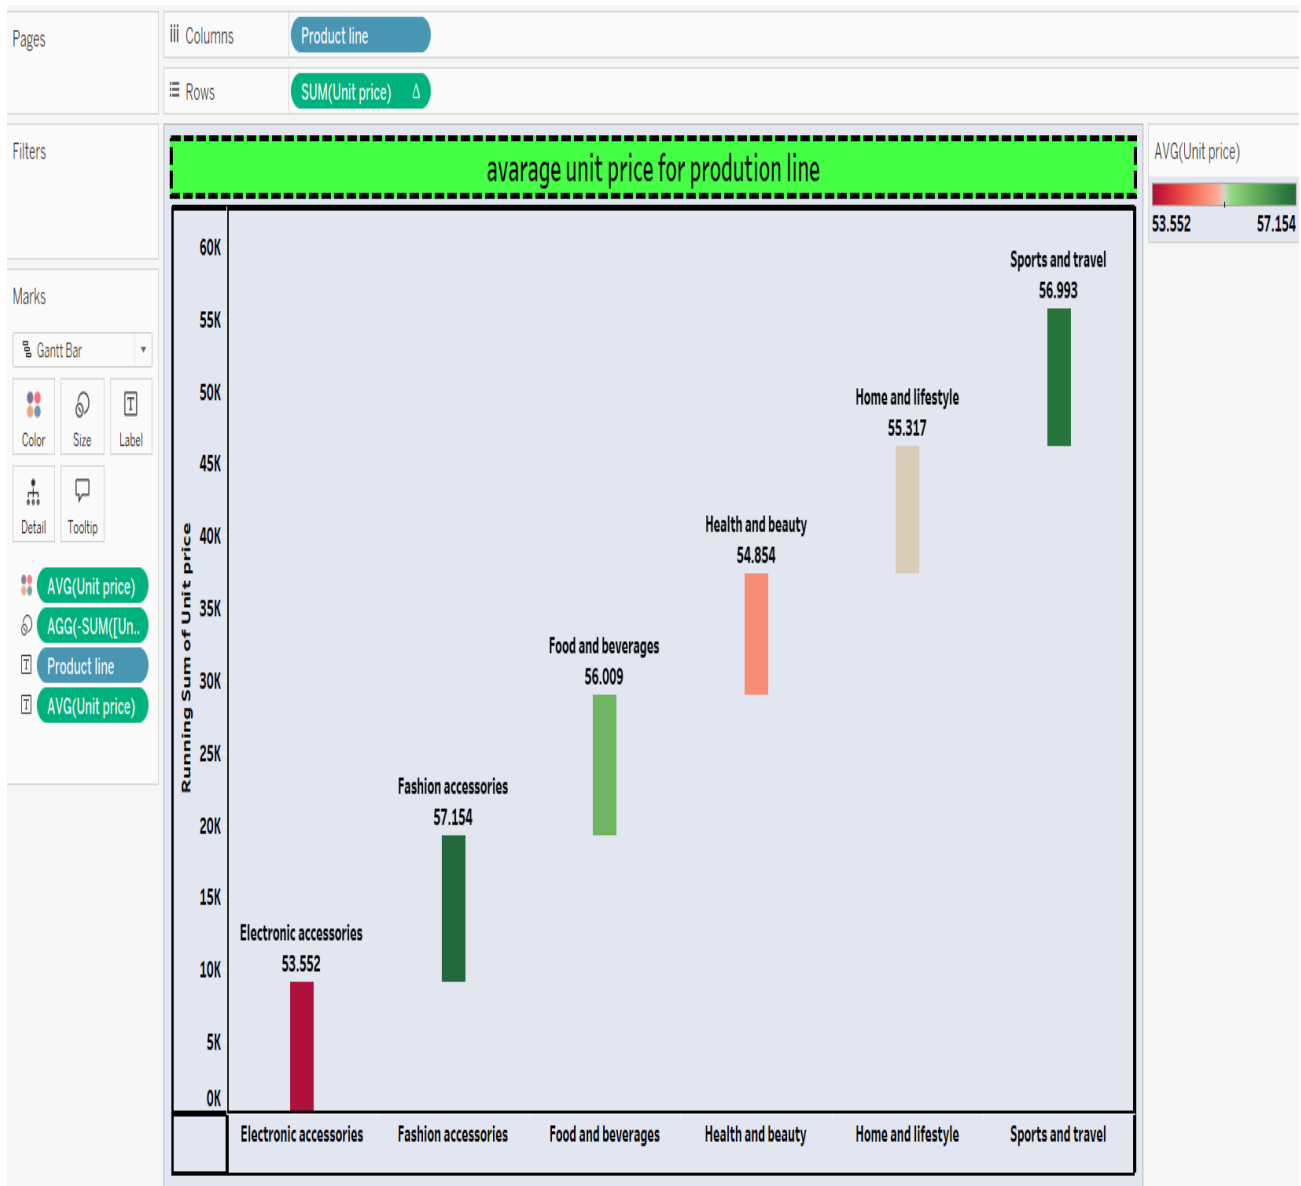 Pages
Columns
Product line
Rows
SUM(Unit price) Δ
Filters
Marks
Gantt Bar
Color
Size
Label
Detail
Tooltip
AVG(Unit price)
AGG(-SUM([Un..
Product line
AVG(Unit price)
avarage unit price for prodution line
Running Sum of Unit price
60K
55K
50K
45K
40K
35K
30K
25K
20K
15K
10K
5K
0K
Sports and travel
56.993
Home and lifestyle
55.317
Health and beauty
54.854
Food and beverages
56.009
Fashion accessories
57.154
Electronic accessories
53.552
Electronic accessories
Fashion accessories
Food and beverages
Health and beauty
Home and lifestyle
Sports and travel
AVG(Unit price)
53.552
57.154